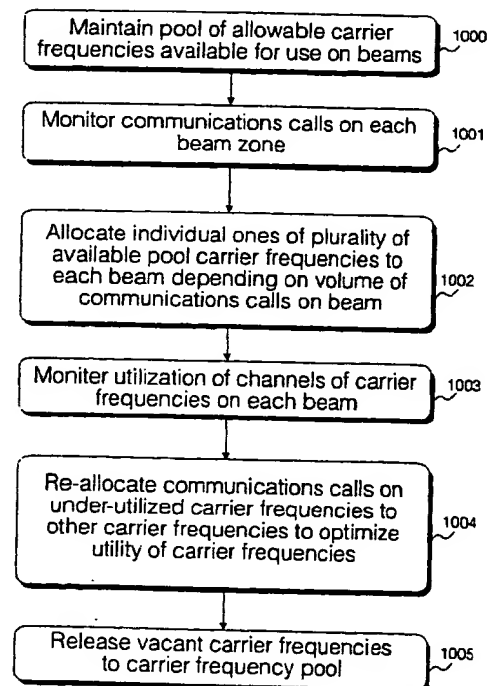 Maintain pool of allowable carrier
frequencies available for use on beams
1000
Monitor communications calls on each
beam zone
1001
Allocate individual ones of plurality of
available pool carrier frequencies to
each beam depending on volume of
communications calls on beam
1002
Moniter utilization of channels of carrier
frequencies on each beam
1003
Re-allocate communications calls on
under-utilized carrier frequencies to
other carrier frequencies to optimize
utility of carrier frequencies
1004
Release vacant carrier frequencies
to carrier frequency pool
1005